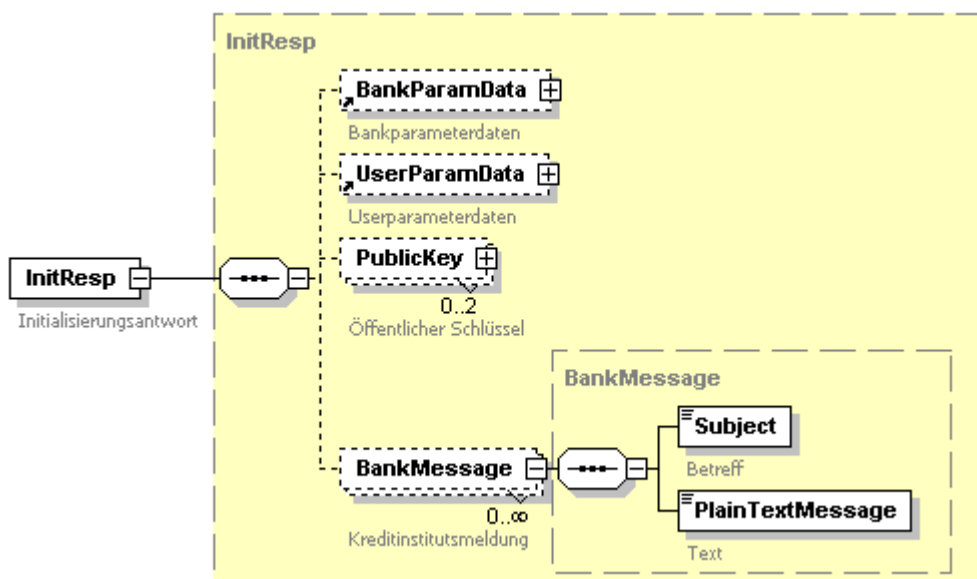 InitResp
BankParamData
Bankparameterdaten
UserParamData
Userparameterdaten
PublicKey
0..2
Öffentlicher Schlüssel
InitResp
Initialisierungsantwort
BankMessage
Subject
Betreff
BankMessage
0..∞
Kreditinstitutsmeldung
PlainTextMessage
Text